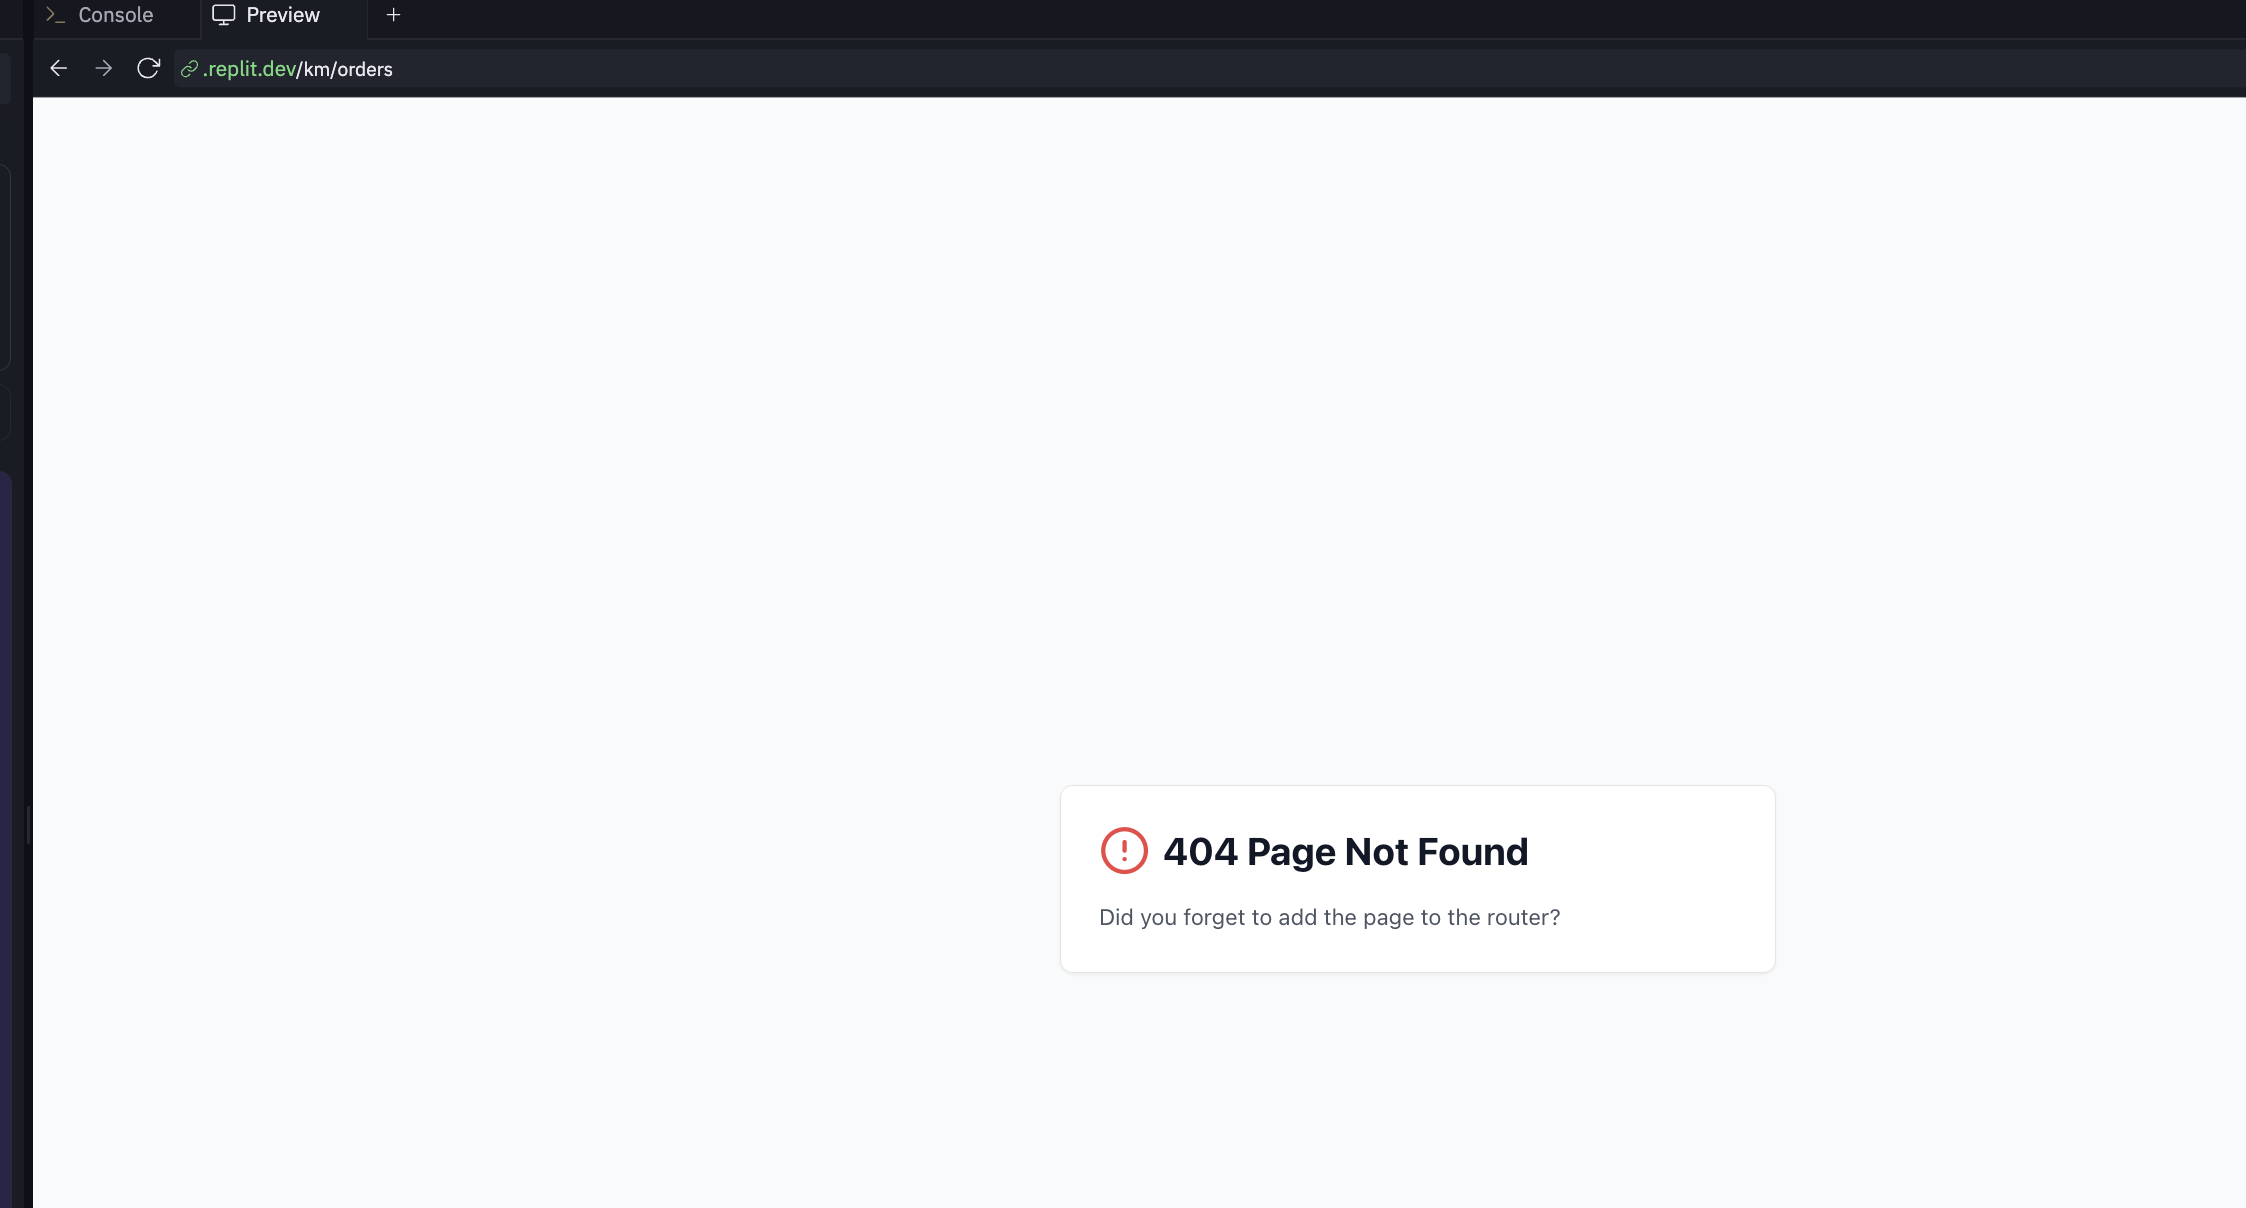 Console
Preview
.replit.dev/km/orders
404 Page Not Found
Did you forget to add the page to the router?